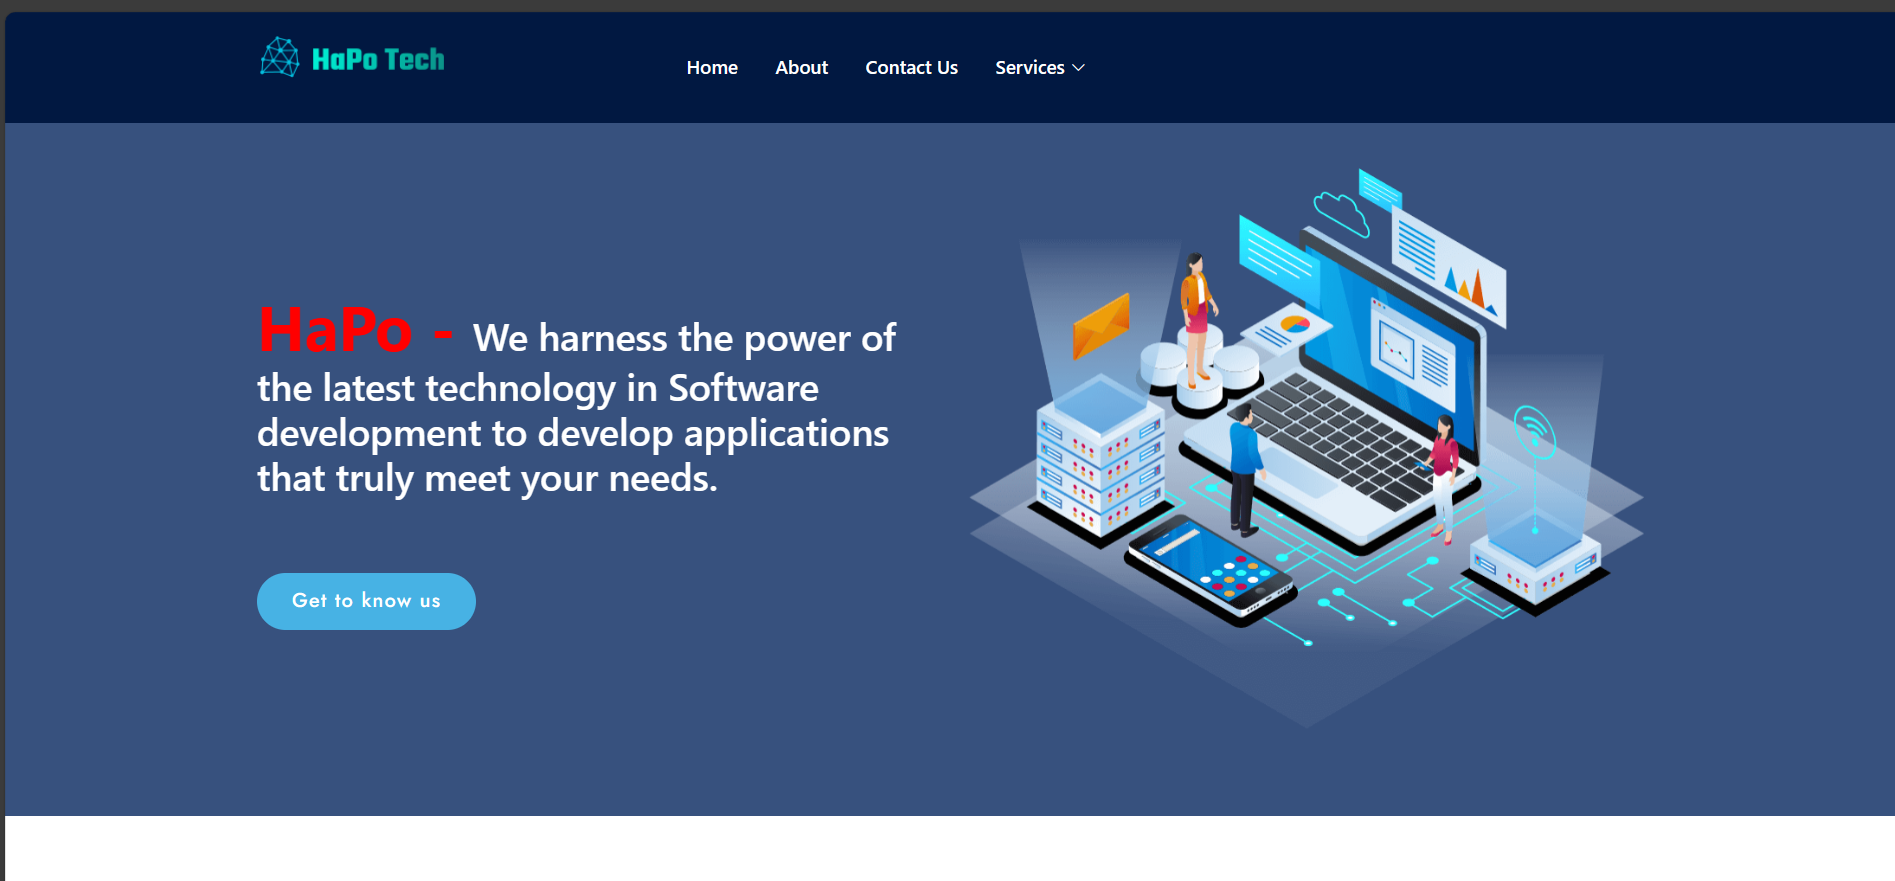 HaPo Tech
Home About Contact Us Services
HaPo - We harness the power of
the latest technology in Software
development to develop applications
that truly meet your needs.
Get to know us